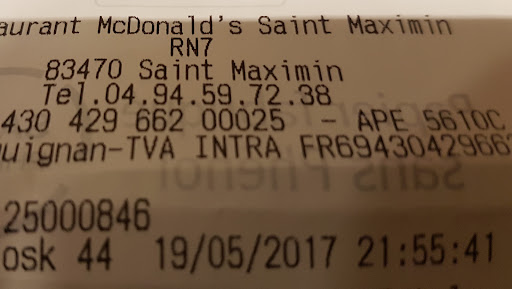 aurant McDonald's Saint Maximin
RN7
83470 Saint Maximin
Tel.04.94.59.72.38
430 429 662 00025 - APE 5610C
uignan-TVA INTRA FR6943042966
25000846
osk 44 19/05/2017 21:55:41